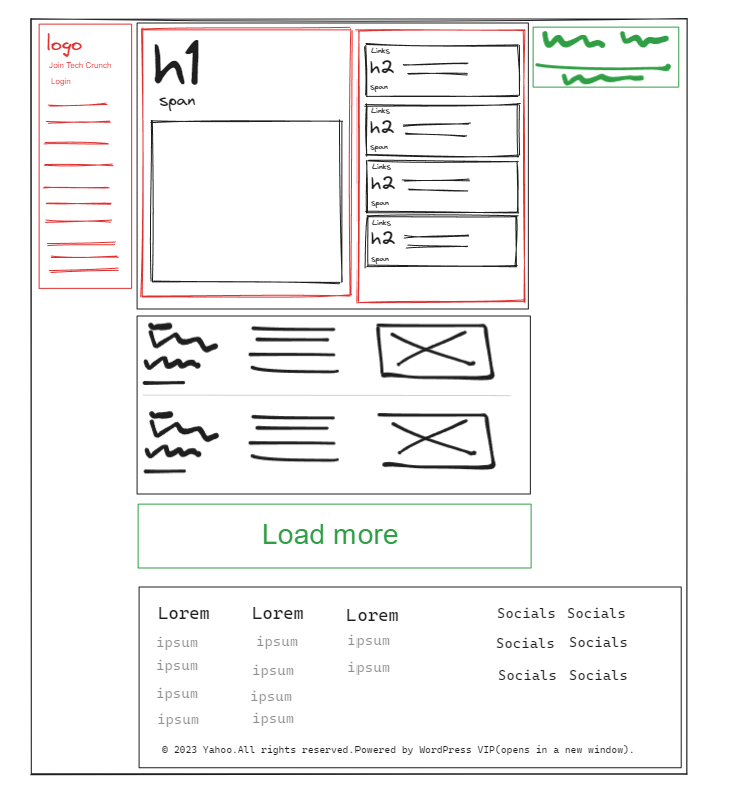 logo
Join Tech Crunch
Login
h1
span
Links
h2
span
Links
h2
span
Links
h2
span
Links
h2
span
Load more
Lorem Lorem Lorem
ipsum ipsum ipsum
ipsum ipsum ipsum
ipsum ipsum
ipsum ipsum
Socials Socials
Socials Socials
Socials Socials
© 2023 Yahoo.All rights reserved.Powered by WordPress VIP(opens in a new window).